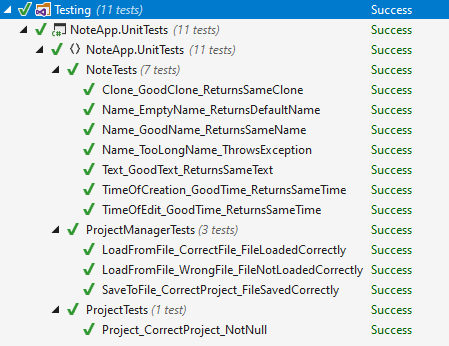 Testing (11 tests) Success
NoteApp.UnitTests (11 tests) Success
{} NoteApp.UnitTests (11 tests) Success
NoteTests (7 tests) Success
Clone_GoodClone_ReturnsSameClone Success
Name_EmptyName_ReturnsDefaultName Success
Name_GoodName_ReturnsSameName Success
Name_TooLongName_ThrowsException Success
Text_GoodText_ReturnsSameText Success
TimeOfCreation_GoodTime_ReturnsSameTime Success
TimeOfEdit_GoodTime_ReturnsSameTime Success
ProjectManagerTests (3 tests) Success
LoadFromFile_CorrectFile_FileLoadedCorrectly Success
LoadFromFile_WrongFile_FileNotLoadedCorrectly Success
SaveToFile_CorrectProject_FileSavedCorrectly Success
ProjectTests (1 test) Success
Project_CorrectProject_NotNull Success